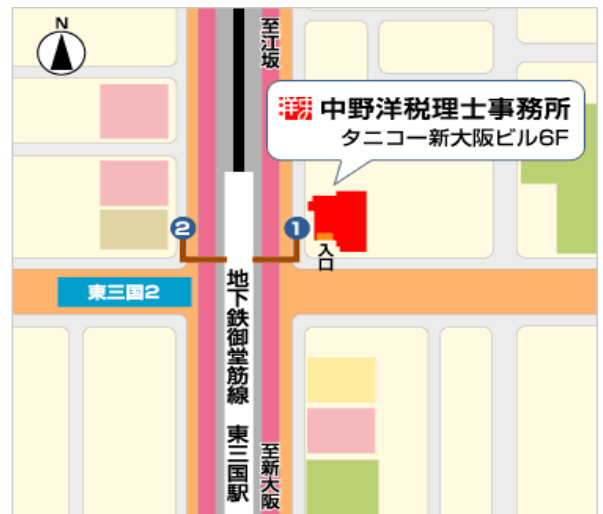 N
至江坂
中野洋税理士事務所
タニコー新大阪ビル6F
2
1
入口
東三国2
地下鉄御堂筋線 東三国駅
至新大阪